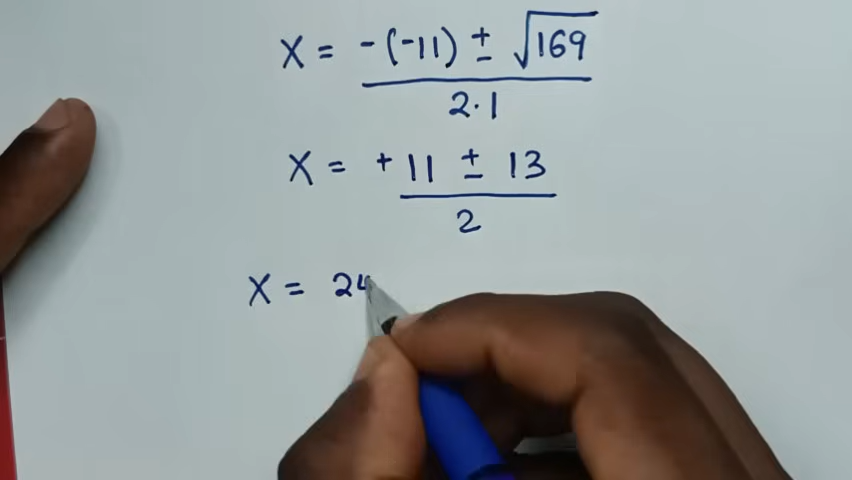 X = -(-11) ± √169
2·1
X = + 11 ± 13
2
X = 24